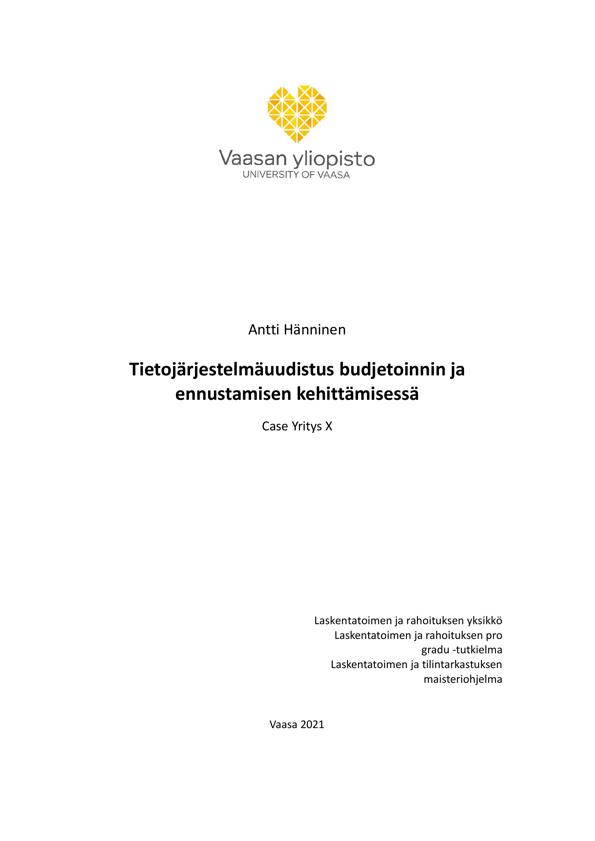 Vaasan yliopisto
UNIVERSITY OF VAASA
Antti Hänninen
Tietojärjestelmäuudistus budjetoinnin ja
ennustamisen kehittämisessä
Case Yritys X
Laskentatoimen ja rahoituksen yksikkö
Laskentatoimen ja rahoituksen pro
gradu -tutkielma
Laskentatoimen ja tilintarkastuksen
maisteriohjelma
Vaasa 2021